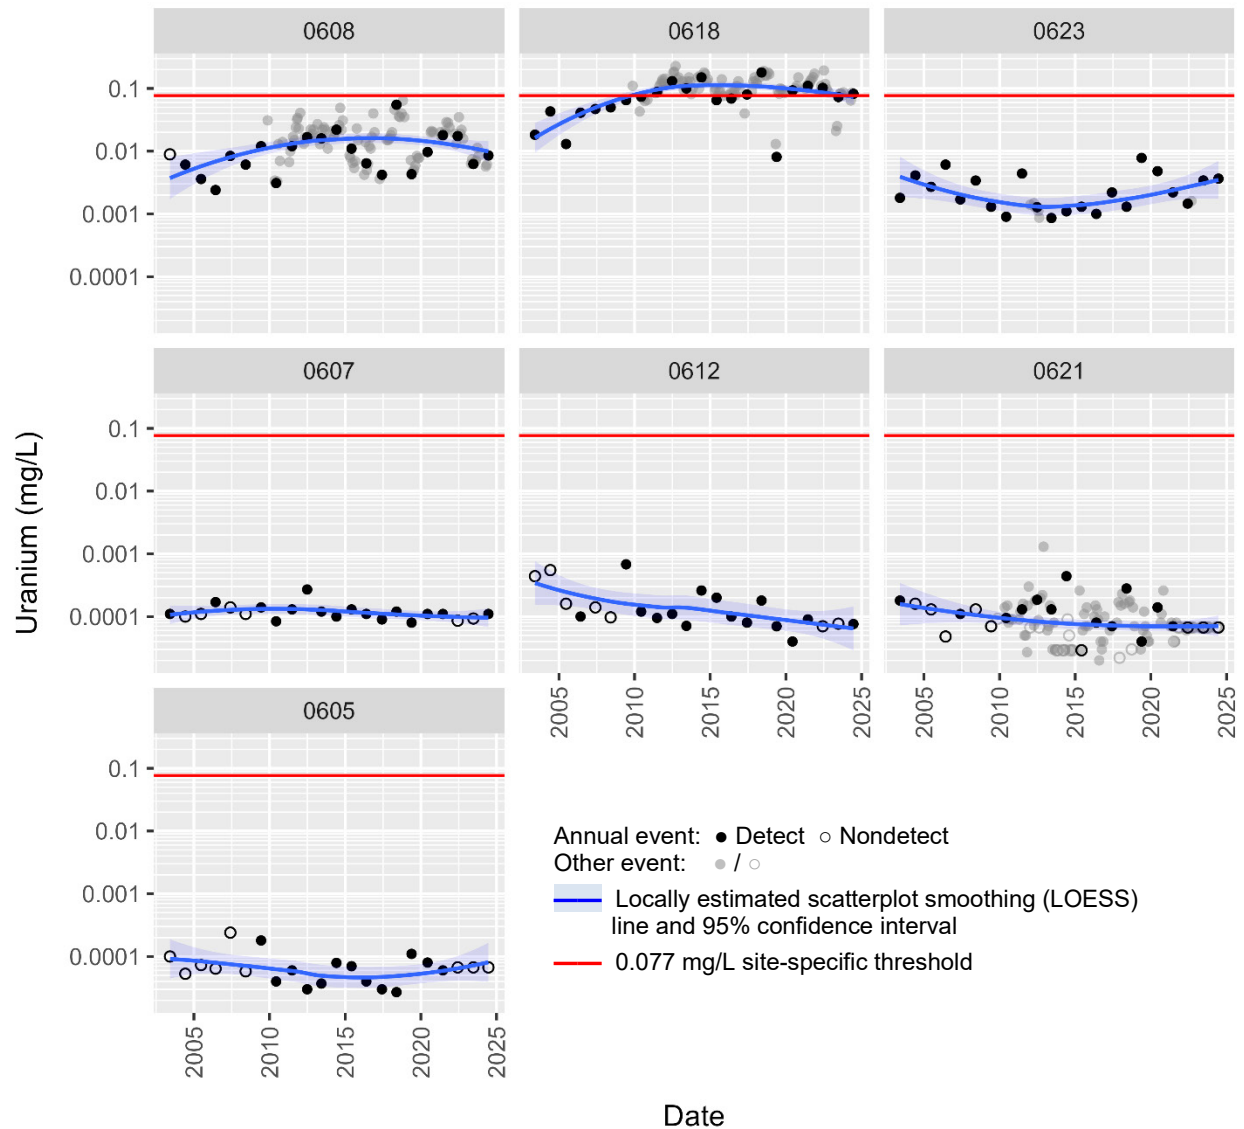 0608 0618 0623
0.1
0.01
0.001
0.0001
0607 0612 0621
Uranium (mg/L)
0.1
0.01
0.001
0.0001
2005 2010 2015 2020 2025 2005 2010 2015 2020 2025
0605
0.1
0.01
0.001
0.0001
2005 2010 2015 2020 2025
Annual event: ● Detect ○ Nondetect
Other event: ● / ○
Locally estimated scatterplot smoothing (LOESS)
line and 95% confidence interval
0.077 mg/L site-specific threshold
Date